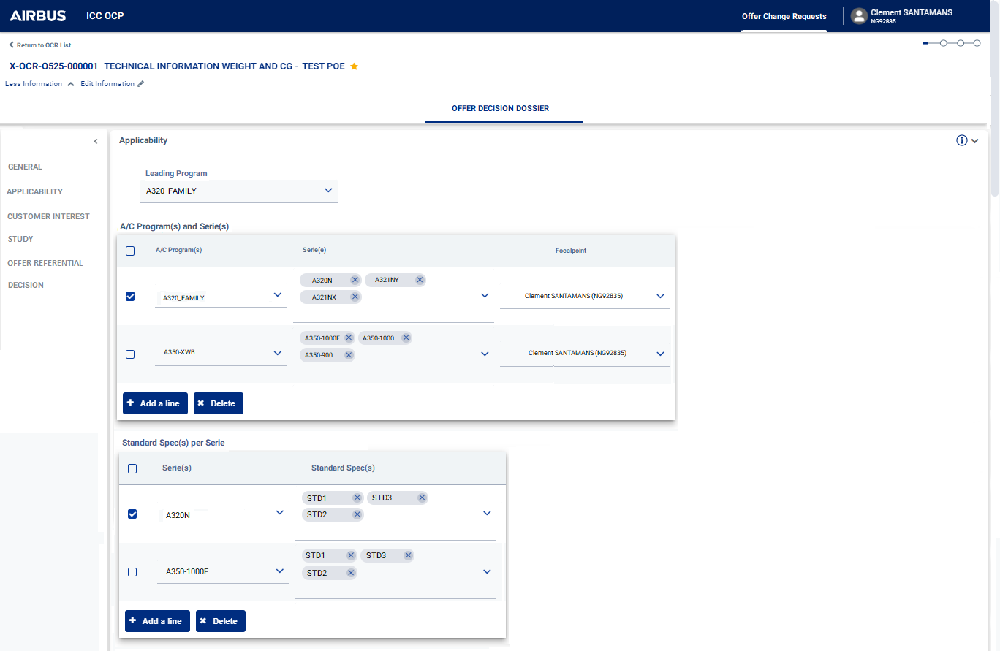 AIRBUS ICC OCP Offer Change Requests Clement SANTAMANS
NG92835
Return to OCR List
X-OCR-O525-000001 TECHNICAL INFORMATION WEIGHT AND CG - TEST POE
Less Information Edit Information
OFFER DECISION DOSSIER
GENERAL
APPLICABILITY
CUSTOMER INTEREST
STUDY
OFFER REFERENTIAL
DECISION
Applicability
Leading Program
A320_FAMILY
A/C Program(s) and Serie(s)
A/C Program(s) Serie(e) Focalpoint
A320_FAMILY A320N A321NY Clement SANTAMANS (NG92835)
A321NX
A350-XWB A350-1000F A350-1000 Clement SANTAMANS (NG92835)
A350-900
Add a line Delete
Standard Spec(s) per Serie
Serie(s) Standard Spec(s)
A320N STD1 STD3
STD2
A350-1000F STD1 STD3
STD2
Add a line Delete